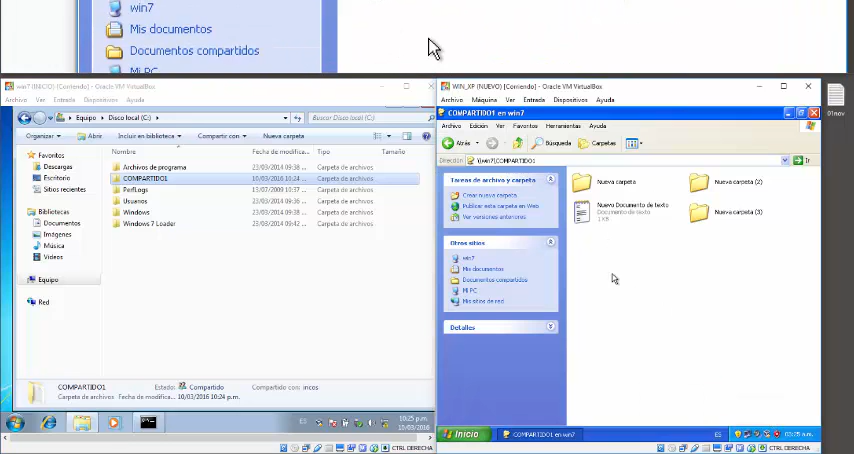 win7
Mis documentos
Documentos compartidos
Mi PC
win7 (INICIO) [Corriendo] - Oracle VM VirtualBox
Archivo Ver Entrada Dispositivos Ayuda
Equipo Disco local (C:)
Organizar Abrir Incluir en biblioteca Compartir con Nueva carpeta
Favoritos
Descargas
Escritorio
Sitios recientes
Bibliotecas
Documentos
Imágenes
Música
Videos
Equipo
Red
Nombre Fecha de modifica... Tipo Tamaño
Archivos de programa 23/03/2014 09:38 ... Carpeta de archivos
COMPARTIDO1 10/03/2016 10:24 ... Carpeta de archivos
PerfLogs 13/07/2009 10:37 ... Carpeta de archivos
Usuarios 23/03/2014 09:36 ... Carpeta de archivos
Windows 23/03/2014 09:38 ... Carpeta de archivos
Windows 7 Loader 23/03/2014 09:42 ... Carpeta de archivos
COMPARTIDO1 Estado: Compartido Compartido con: incos
Carpeta de archivos Fecha de modifica... 10/03/2016 10:24 p.m.
ES 10:25 p.m.
10/03/2016
CTRL DERECHA
WIN_XP (NUEVO) [Corriendo] - Oracle VM VirtualBox
Archivo Máquina Ver Entrada Dispositivos Ayuda
COMPARTIDO1 en win7
Archivo Edición Ver Favoritos Herramientas Ayuda
Atrás Búsqueda Carpetas
Dirección \\win7\COMPARTIDO1 Ir
Tareas de archivo y carpeta
Crear nueva carpeta
Publicar esta carpeta en Web
Ver versiones anteriores
Otros sitios
win7
Mis documentos
Documentos compartidos
Mi PC
Mis sitios de red
Detalles
Nueva carpeta Nueva carpeta (2)
Nuevo Documento de texto
Documento de texto
1 KB
Nueva carpeta (3)
Inicio COMPARTIDO1 en win7 ES 03:25 a.m.
CTRL DERECHA
01nov